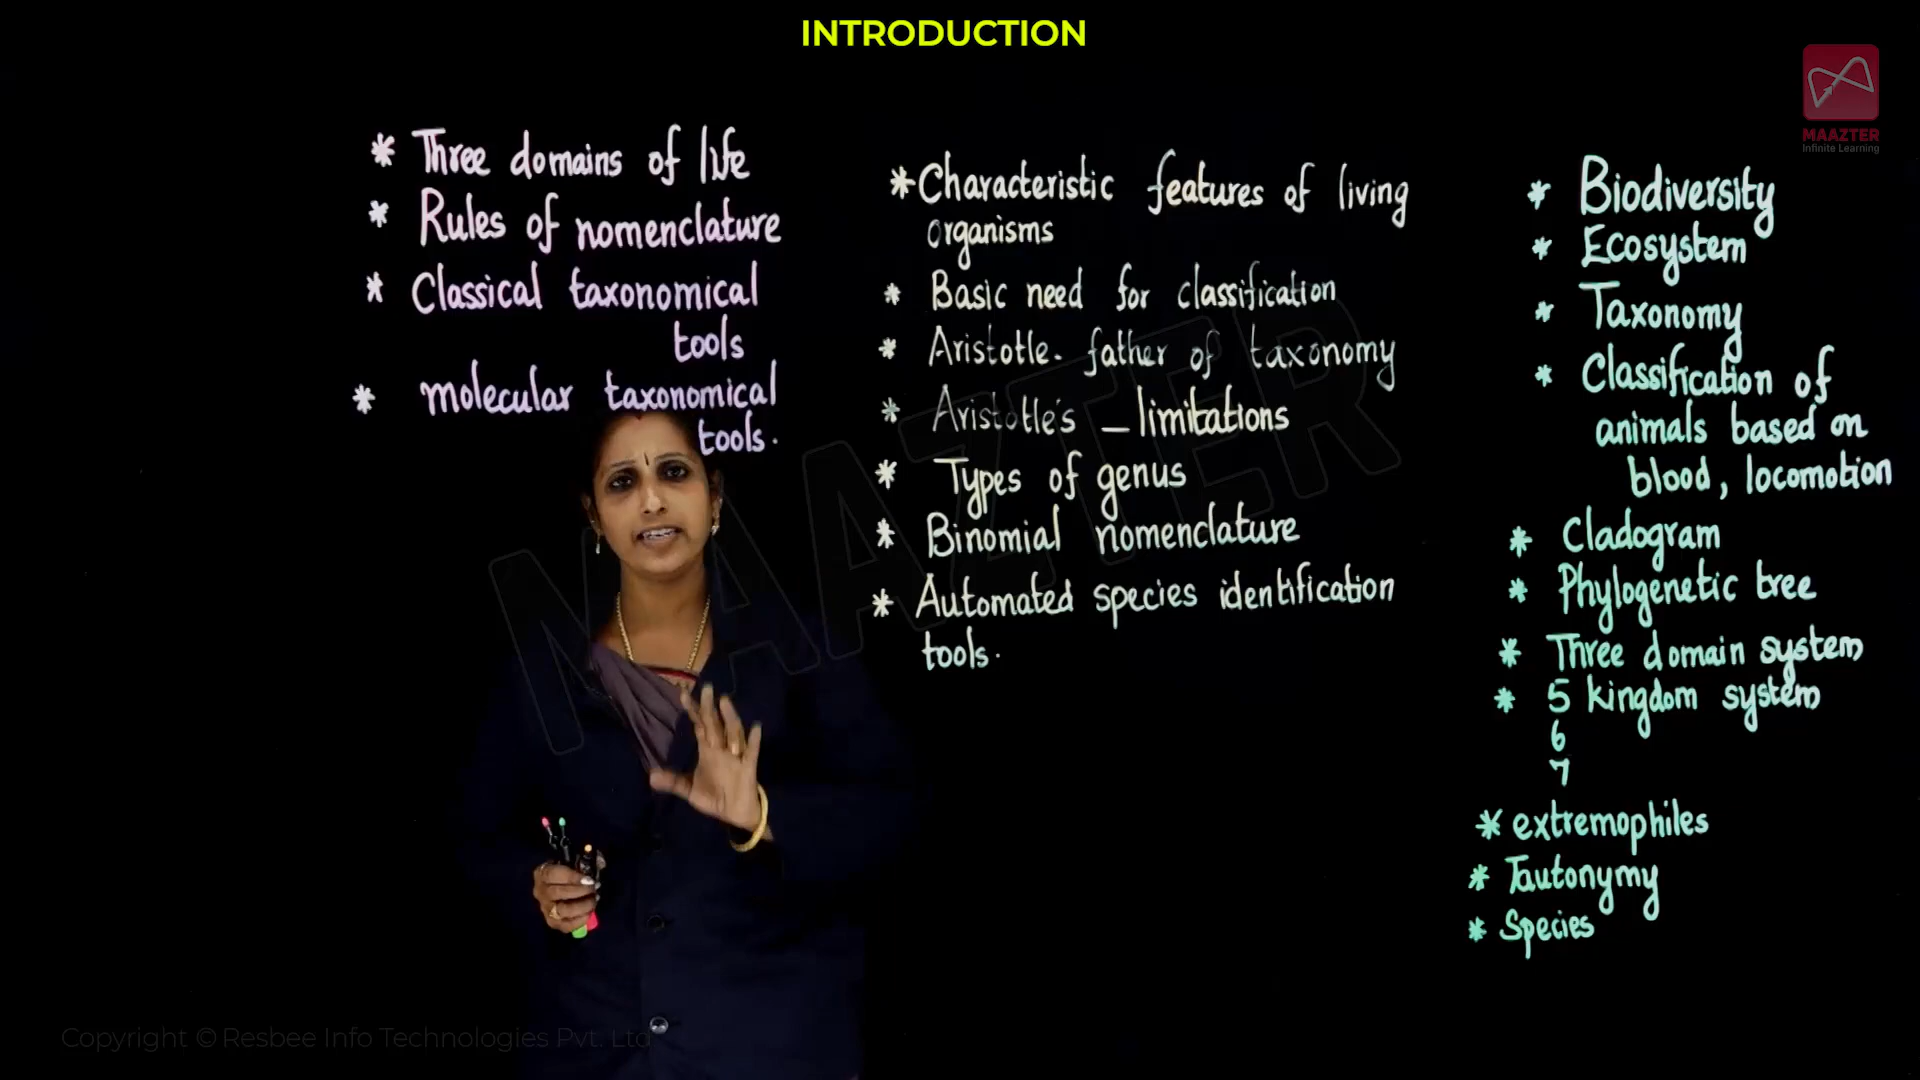 INTRODUCTION
MAAZTER
Infinite Learning
* Three domains of life
* Rules of nomenclature
* Classical taxonomical
tools
* molecular taxonomical
tools.
* Characteristic features of living
organisms
* Basic need for classification
* Aristotle. father of taxonomy
* Aristotle's _ limitations
* Types of genus
* Binomial nomenclature
* Automated species identification
tools.
* Biodiversity
* Ecosystem
* Taxonomy
* Classification of
animals based on
blood, locomotion
* Cladogram
* Phylogenetic tree
* Three domain system
* 5 kingdom system
6
7
* extremophiles
* Tautonymy
* Species
MAAZTER
Copyright © Resbee Info Technologies Pvt. Ltd